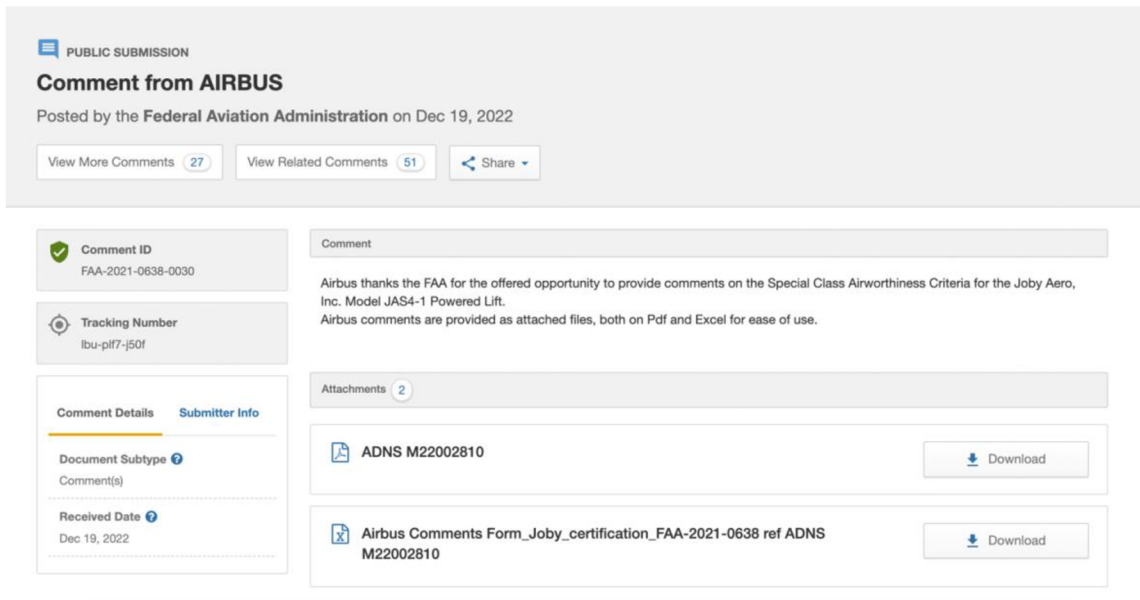 PUBLIC SUBMISSION
Comment from AIRBUS
Posted by the Federal Aviation Administration on Dec 19, 2022
View More Comments 27
View Related Comments 51
Share
Comment ID
FAA-2021-0638-0030
Tracking Number
lbu-plf7-j50f
Comment Details
Submitter Info
Document Subtype ?
Comment(s)
Received Date ?
Dec 19, 2022
Comment
Airbus thanks the FAA for the offered opportunity to provide comments on the Special Class Airworthiness Criteria for the Joby Aero,
Inc. Model JAS4-1 Powered Lift.
Airbus comments are provided as attached files, both on Pdf and Excel for ease of use.
Attachments 2
ADNS M22002810
Download
Airbus Comments Form_Joby_certification_FAA-2021-0638 ref ADNS
M22002810
Download